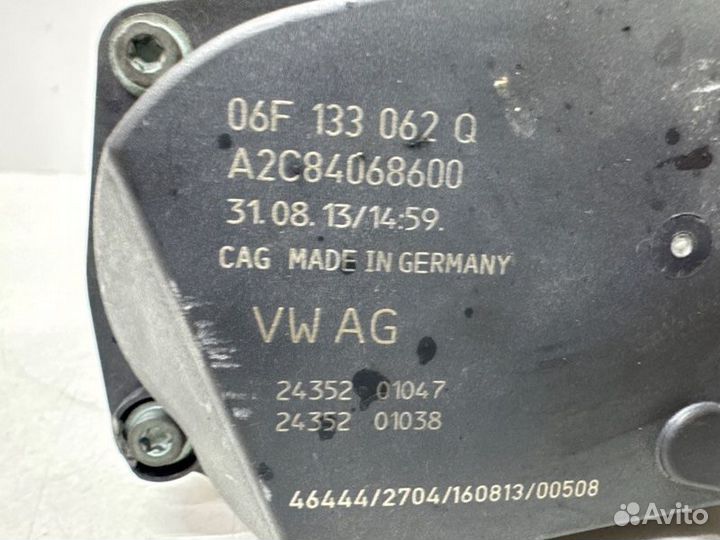 06F 133 062 Q
A2C84068600
31.08.13/14:59.
CAG MADE IN GERMANY
VW AG
24352 01047
24352 01038
46444/2704/160813/00508
Avito